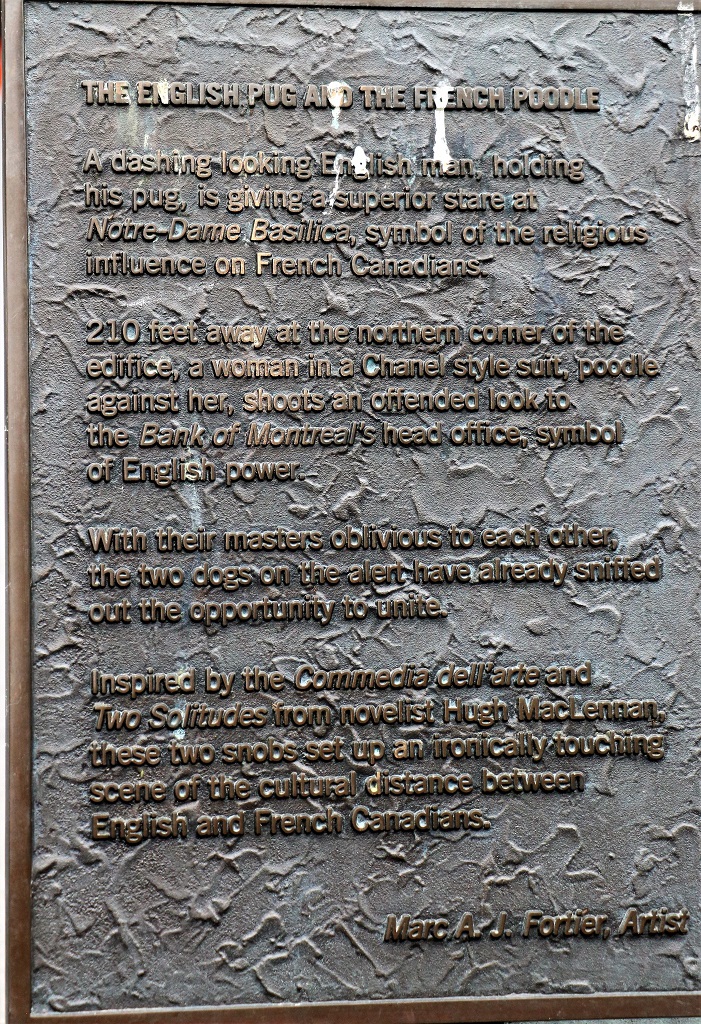 THE ENGLISH PUG AND THE FRENCH POODLE
A dashing looking English man, holding
his pug, is giving a superior stare at
Notre-Dame Basilica, symbol of the religious
influence on French Canadians.
210 feet away at the northern corner of the
edifice, a woman in a Chanel style suit, poodle
against her, shoots an offended look to
the Bank of Montreal's head office, symbol
of English power.
With their masters oblivious to each other,
the two dogs on the alert have already sniffed
out the opportunity to unite.
Inspired by the Commedia dell'arte and
Two Solitudes from novelist Hugh MacLennan,
these two snobs set up an ironically touching
scene of the cultural distance between
English and French Canadians.
Marc A. J. Fortier, Artist